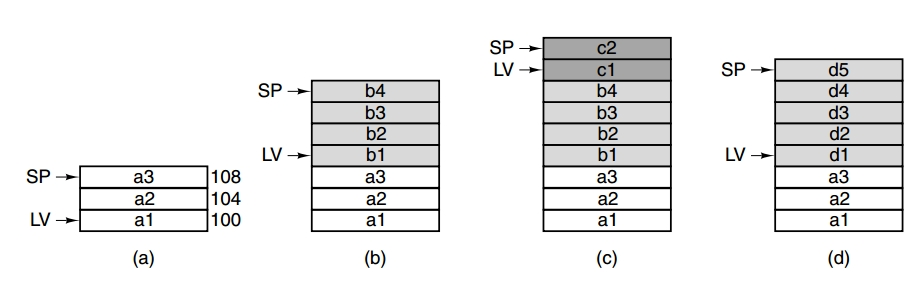 SP a3 108
a2 104
LV a1 100
(a)
SP b4
b3
b2
LV b1
a3
a2
a1
(b)
SP c2
LV c1
b4
b3
b2
b1
a3
a2
a1
(c)
SP d5
d4
d3
d2
LV d1
a3
a2
a1
(d)